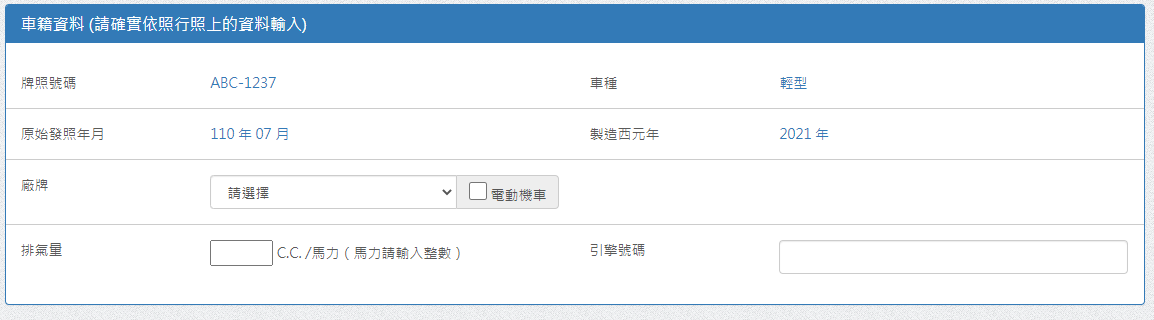 車籍資料 (請確實依照行照上的資料輸入)
牌照號碼 ABC-1237 車種 輕型
原始發照年月 110 年 07 月 製造西元年 2021 年
廠牌 請選擇 電動機車
排氣量 C.C. /馬力 ( 馬力請輸入整數 ) 引擎號碼